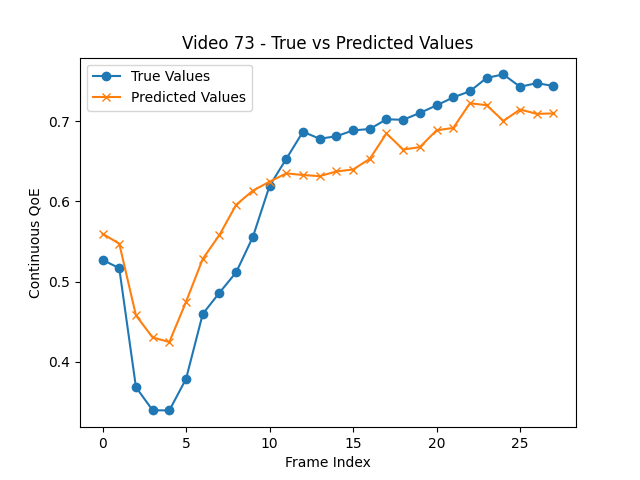 Video 73 - True vs Predicted Values
True Values
Predicted Values
0.7
0.6
0.5
0.4
Continuous QoE
0 5 10 15 20 25
Frame Index